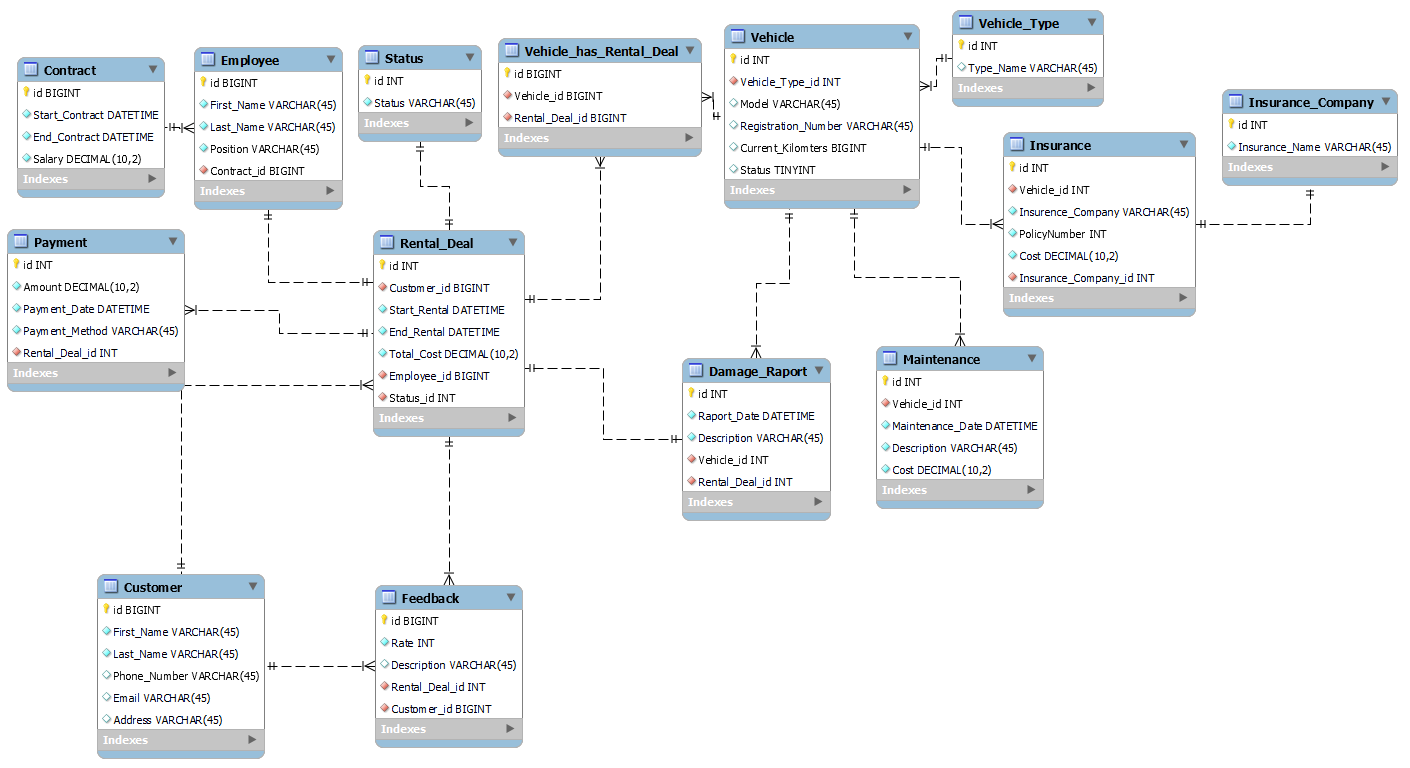 Contract
id BIGINT
Start_Contract DATETIME
End_Contract DATETIME
Salary DECIMAL(10,2)
Indexes
Employee
id BIGINT
First_Name VARCHAR(45)
Last_Name VARCHAR(45)
Position VARCHAR(45)
Contract_id BIGINT
Indexes
Status
id INT
Status VARCHAR(45)
Indexes
Vehicle_has_Rental_Deal
id BIGINT
Vehicle_id BIGINT
Rental_Deal_id BIGINT
Indexes
Vehicle
id INT
Vehicle_Type_id INT
Model VARCHAR(45)
Registration_Number VARCHAR(45)
Current_Kilomters BIGINT
Status TINYINT
Indexes
Vehicle_Type
id INT
Type_Name VARCHAR(45)
Indexes
Insurance_Company
id INT
Insurance_Name VARCHAR(45)
Indexes
Insurance
id INT
Vehicle_id INT
Insurence_Company VARCHAR(45)
PolicyNumber INT
Cost DECIMAL(10,2)
Insurance_Company_id INT
Indexes
Payment
id INT
Amount DECIMAL(10,2)
Payment_Date DATETIME
Payment_Method VARCHAR(45)
Rental_Deal_id INT
Indexes
Rental_Deal
id INT
Customer_id BIGINT
Start_Rental DATETIME
End_Rental DATETIME
Total_Cost DECIMAL(10,2)
Employee_id BIGINT
Status_id INT
Indexes
Damage_Raport
id INT
Raport_Date DATETIME
Description VARCHAR(45)
Vehicle_id INT
Rental_Deal_id INT
Indexes
Maintenance
id INT
Vehicle_id INT
Maintenance_Date DATETIME
Description VARCHAR(45)
Cost DECIMAL(10,2)
Indexes
Customer
id BIGINT
First_Name VARCHAR(45)
Last_Name VARCHAR(45)
Phone_Number VARCHAR(45)
Email VARCHAR(45)
Address VARCHAR(45)
Indexes
Feedback
id BIGINT
Rate INT
Description VARCHAR(45)
Rental_Deal_id INT
Customer_id BIGINT
Indexes